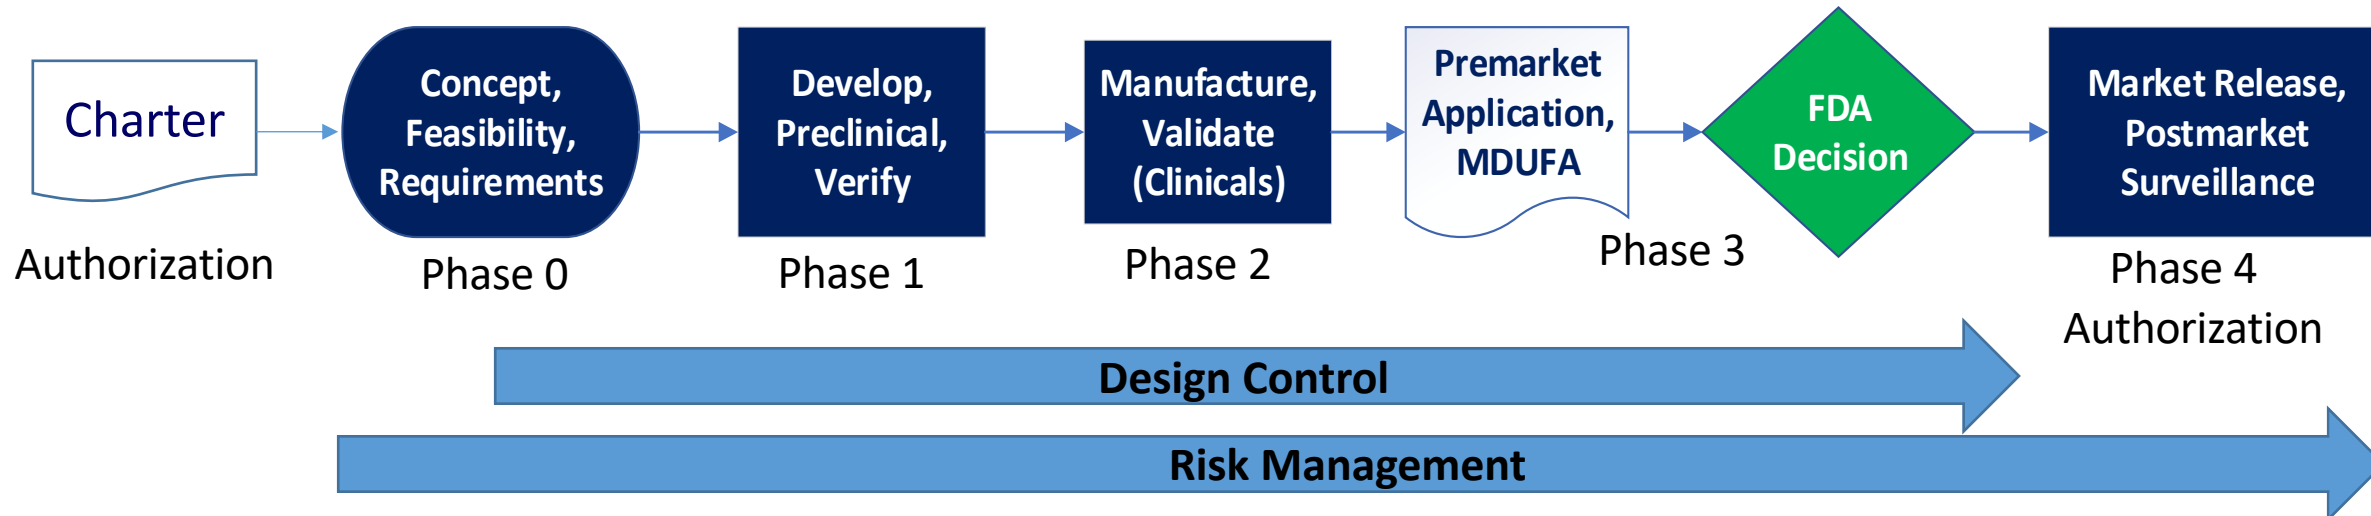 Charter
Authorization
Concept,
Feasibility,
Requirements
Phase 0
Develop,
Preclinical,
Verify
Phase 1
Manufacture,
Validate
(Clinicals)
Phase 2
Premarket
Application,
MDUFA
Phase 3
FDA
Decision
Market Release,
Postmarket
Surveillance
Phase 4
Authorization
Design Control
Risk Management